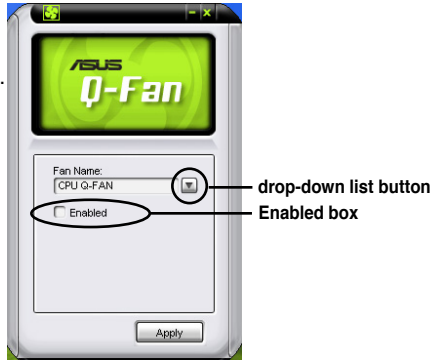 ASUS
Q-Fan
Fan Name:
CPU Q-FAN
drop-down list button
Enabled
Enabled box
Apply